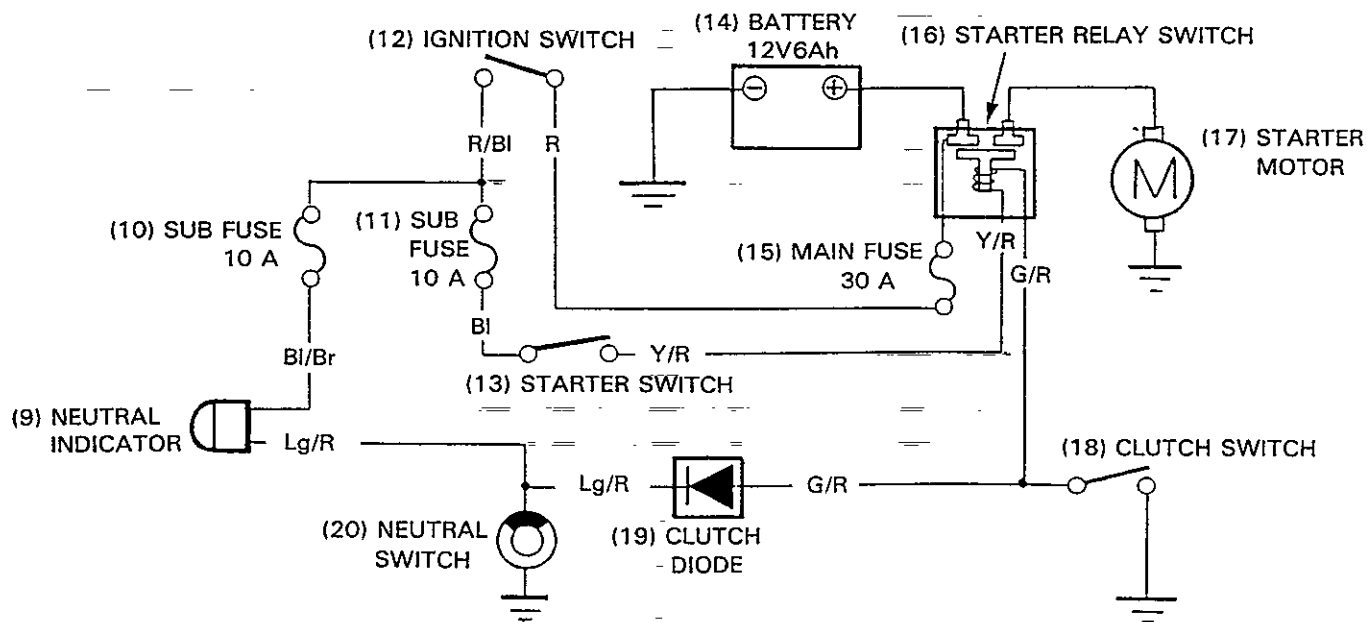 (12) IGNITION SWITCH
(14) BATTERY
12V6Ah
(16) STARTER RELAY SWITCH
R/Bl
R
(17) STARTER
MOTOR
M
(10) SUB FUSE
10 A
(11) SUB
FUSE
10 A
(15) MAIN FUSE
30 A
Y/R
G/R
Bl
Bl/Br
Y/R
(13) STARTER SWITCH
(9) NEUTRAL
INDICATOR
Lg/R
(18) CLUTCH SWITCH
Lg/R
G/R
(20) NEUTRAL
SWITCH
(19) CLUTCH
DIODE